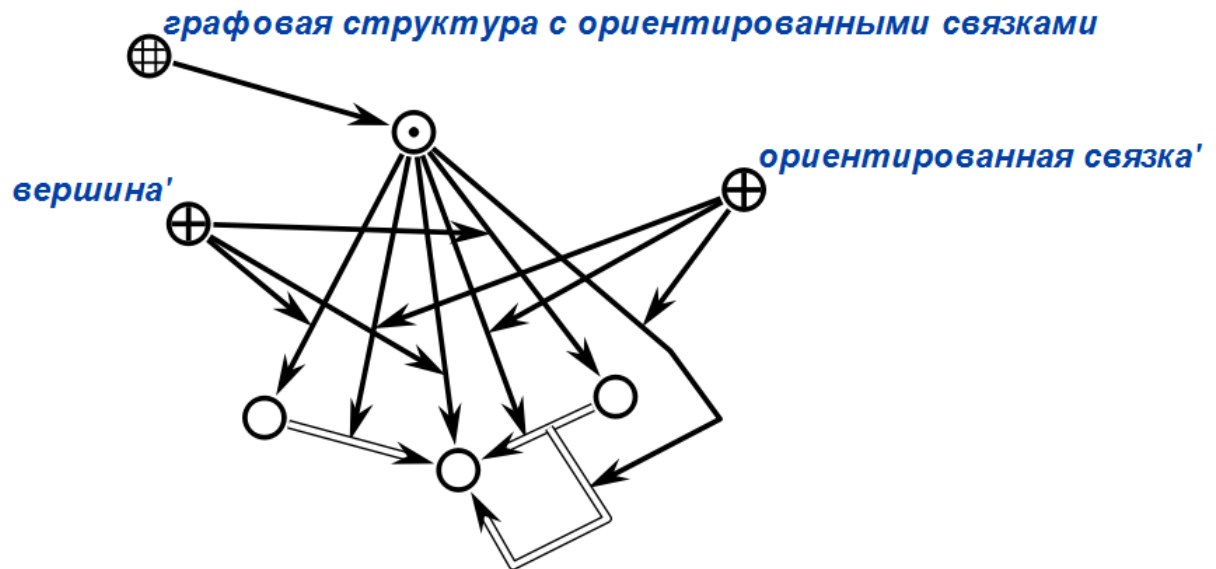 графовая структура с ориентированными связками
ориентированная связка'
вершина'